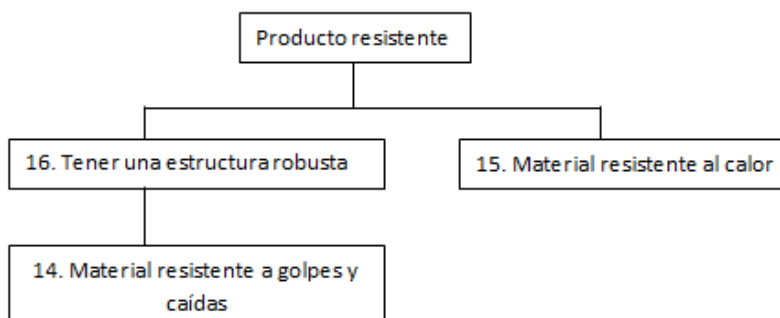 Producto resistente
16. Tener una estructura robusta
15. Material resistente al calor
14. Material resistente a golpes y
caídas